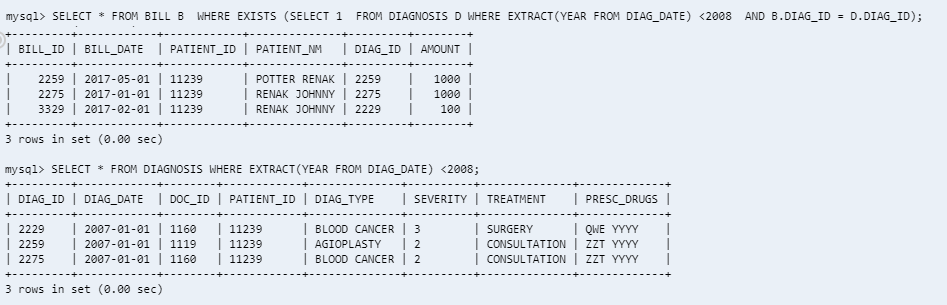 mysql> SELECT * FROM BILL B  WHERE EXISTS (SELECT 1  FROM DIAGNOSIS D WHERE EXTRACT(YEAR FROM DIAG_DATE) <2008  AND B.DIAG_ID = D.DIAG_ID);
+---------+------------+------------+--------------+---------+--------+
| BILL_ID | BILL_DATE  | PATIENT_ID | PATIENT_NM   | DIAG_ID | AMOUNT |
+---------+------------+------------+--------------+---------+--------+
|    2259 | 2017-05-01 | 11239      | POTTER RENAK | 2259    |   1000 |
|    2275 | 2017-01-01 | 11239      | RENAK JOHNNY | 2275    |   1000 |
|    3329 | 2017-02-01 | 11239      | RENAK JOHNNY | 2229    |    100 |
+---------+------------+------------+--------------+---------+--------+
3 rows in set (0.00 sec)
mysql> SELECT * FROM DIAGNOSIS WHERE EXTRACT(YEAR FROM DIAG_DATE) <2008;
+---------+------------+--------+------------+--------------+----------+--------------+-------------+
| DIAG_ID | DIAG_DATE  | DOC_ID | PATIENT_ID | DIAG_TYPE    | SEVERITY | TREATMENT    | PRESC_DRUGS |
+---------+------------+--------+------------+--------------+----------+--------------+-------------+
| 2229    | 2007-01-01 | 1160   | 11239      | BLOOD CANCER | 3        | SURGERY      | QWE YYYY    |
| 2259    | 2007-01-01 | 1119   | 11239      | AGIOPLASTY   | 2        | CONSULTATION | ZZT YYYY    |
| 2275    | 2007-01-01 | 1160   | 11239      | BLOOD CANCER | 2        | CONSULTATION | ZZT YYYY    |
+---------+------------+--------+------------+--------------+----------+--------------+-------------+
3 rows in set (0.00 sec)